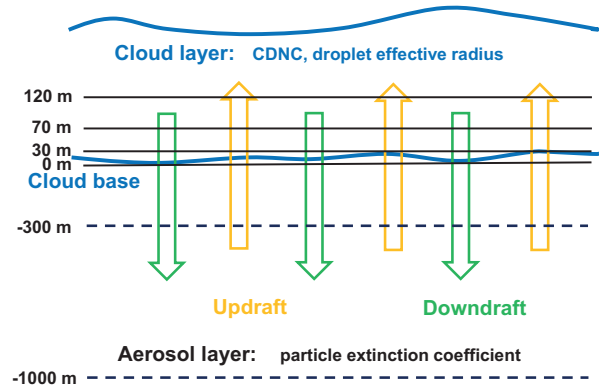 Cloud layer: CDNC, droplet effective radius
120 m
70 m
30 m
0 m
Cloud base
-300 m
Updraft Downdraft
Aerosol layer: particle extinction coefficient
-1000 m